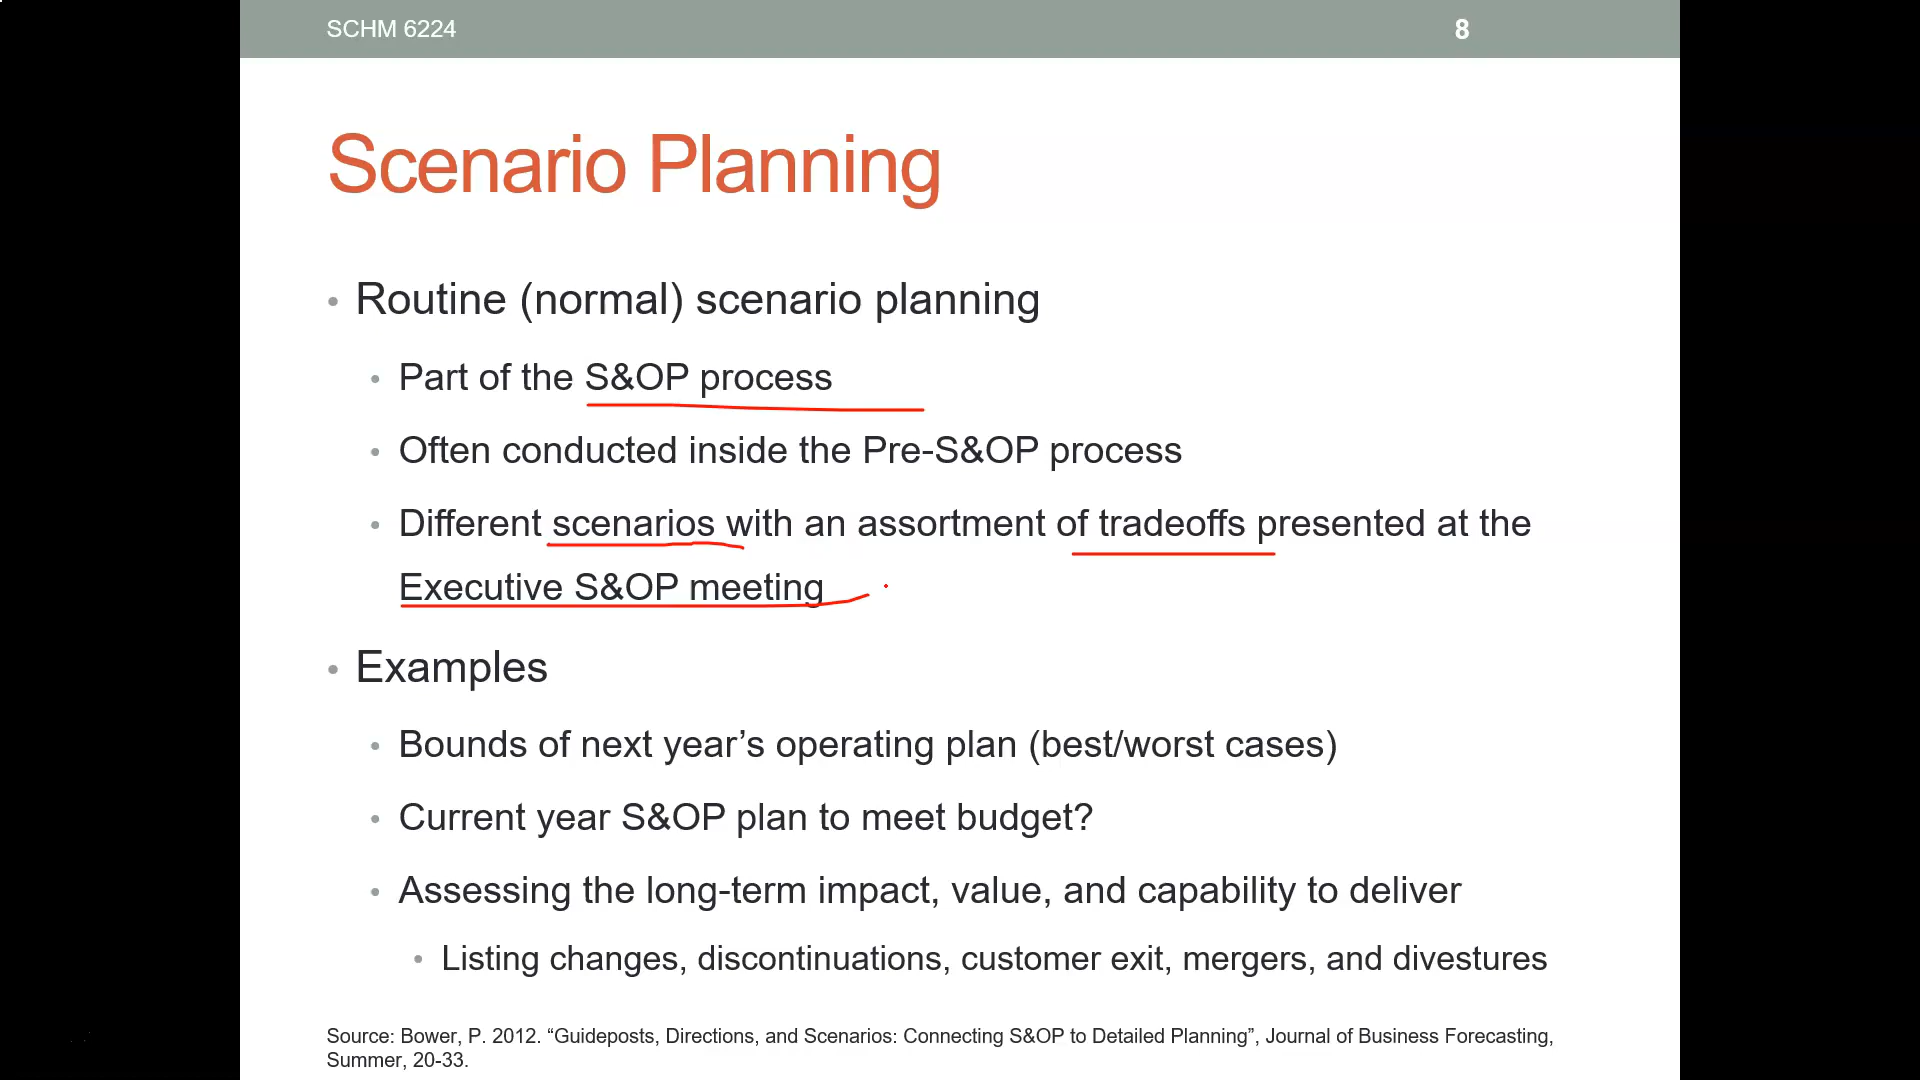 SCHM 6224
8
Scenario Planning
• Routine (normal) scenario planning
• Part of the S&OP process
• Often conducted inside the Pre-S&OP process
• Different scenarios with an assortment of tradeoffs presented at the
Executive S&OP meeting
• Examples
• Bounds of next year’s operating plan (best/worst cases)
• Current year S&OP plan to meet budget?
• Assessing the long-term impact, value, and capability to deliver
• Listing changes, discontinuations, customer exit, mergers, and divestures
Source: Bower, P. 2012. “Guideposts, Directions, and Scenarios: Connecting S&OP to Detailed Planning”, Journal of Business Forecasting,
Summer, 20-33.